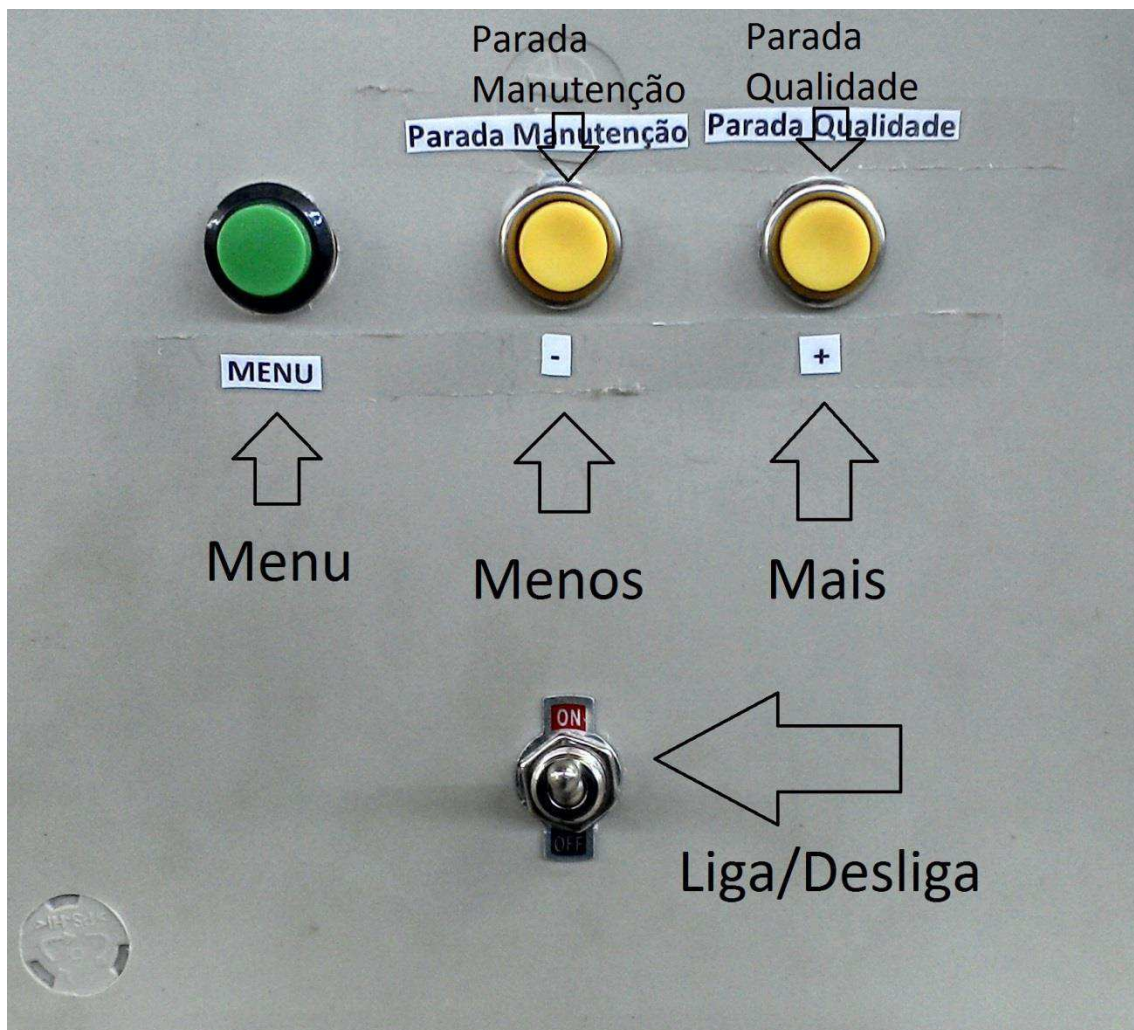 Parada
Manutenção
Parada
Qualidade
Parada Manutenção
Parada Qualidade
MENU
-
+
Menu
Menos
Mais
ON
OFF
Liga/Desliga